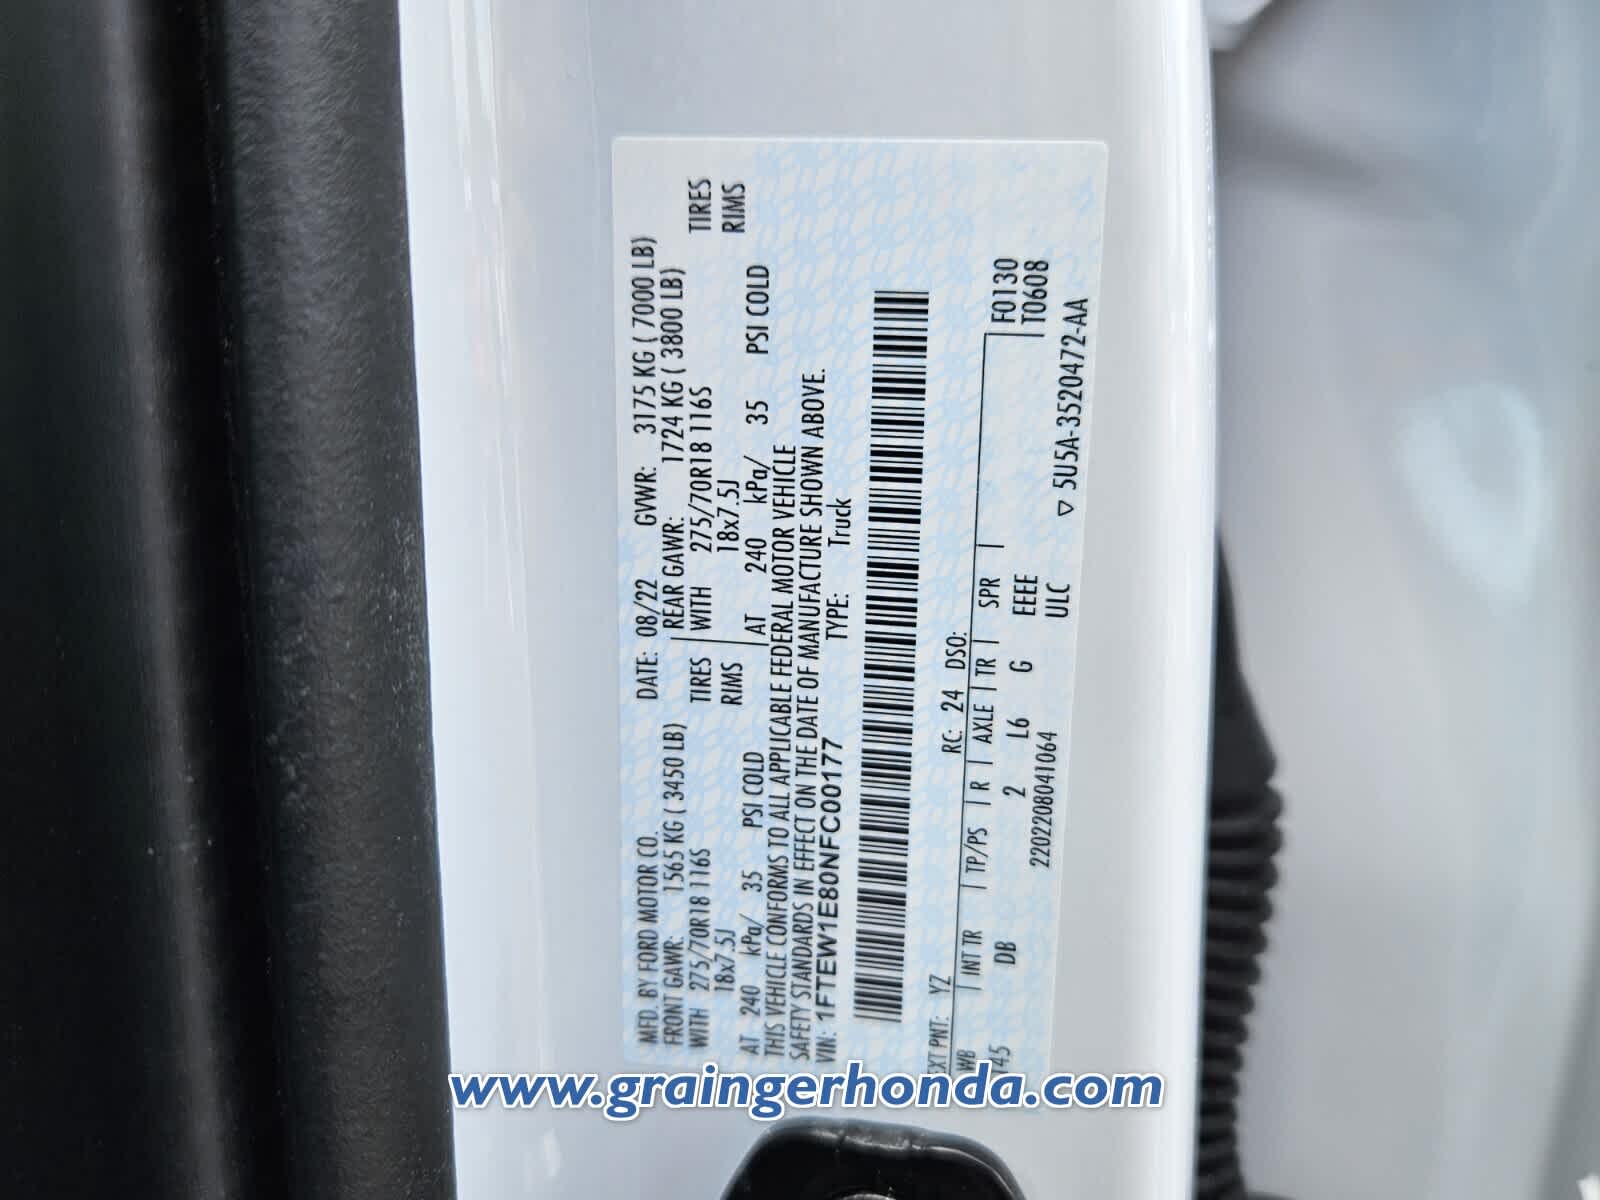 MFD. BY FORD MOTOR CO. DATE: 08/22 GVWR: 3175 KG ( 7000 LB)
FRONT GAWR: 1565 KG ( 3450 LB) REAR GAWR: 1724 KG ( 3800 LB)
WITH 275/70R18 116S TIRES WITH 275/70R18 116S TIRES
18x7.5J RIMS 18x7.5J RIMS
AT 240 kPa/ 35 PSI COLD AT 240 kPa/ 35 PSI COLD
THIS VEHICLE CONFORMS TO ALL APPLICABLE FEDERAL MOTOR VEHICLE
SAFETY STANDARDS IN EFFECT ON THE DATE OF MANUFACTURE SHOWN ABOVE.
VIN: 1FTEW1E80NFC00177 TYPE: Truck
EXT PNT: YZ RC: 24 DSO:
WB INT TR TP/PS R AXLE TR SPR F0130
145 DB 2 L6 G EEEE T0608
2202208041064 ULC
▽ 5U5A-3520472-AA
www.graingerhonda.com